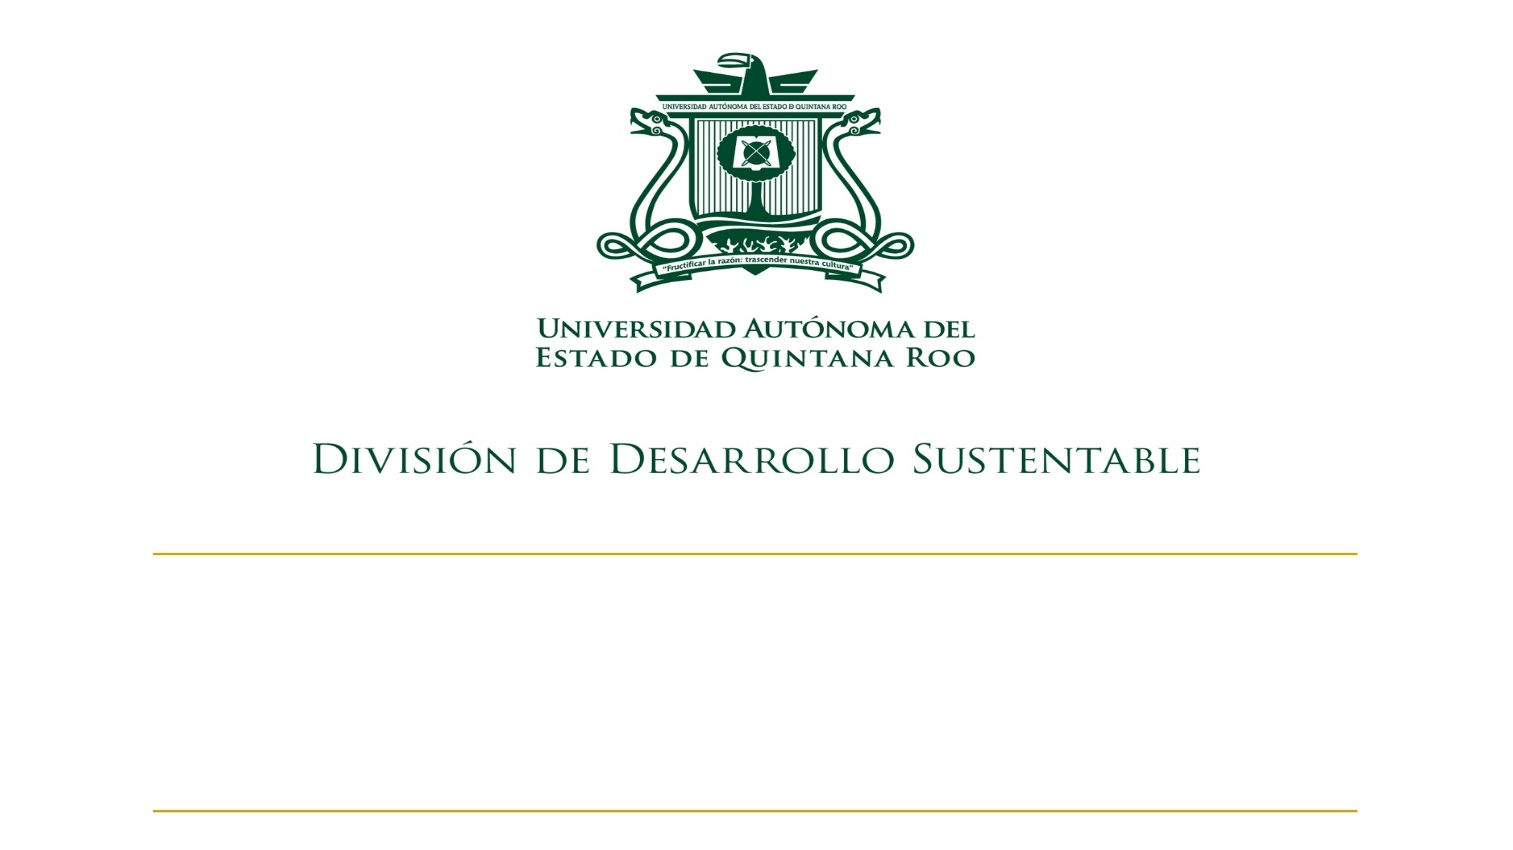 UNIVERSIDAD AUTÓNOMA DEL ESTADO DE QUINTANA ROO
"Fructificar la razón: trascender nuestra cultura"
UNIVERSIDAD AUTÓNOMA DEL
ESTADO DE QUINTANA ROO
DIVISIÓN DE DESARROLLO SUSTENTABLE